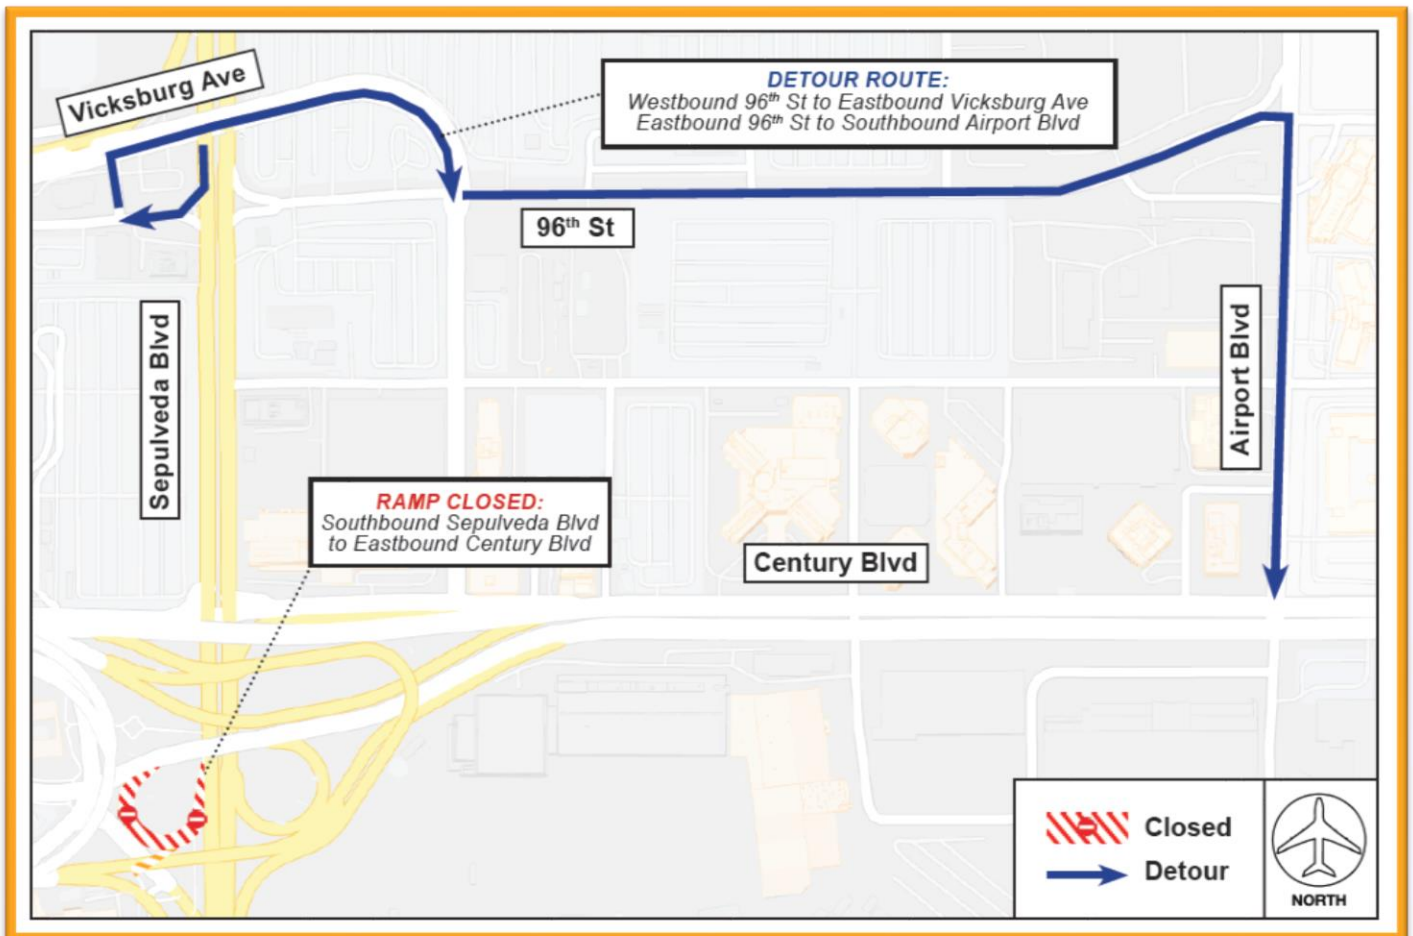 Vicksburg Ave
DETOUR ROUTE:
Westbound 96th St to Eastbound Vicksburg Ave
Eastbound 96th St to Southbound Airport Blvd
96th St
Sepulveda Blvd
Airport Blvd
RAMP CLOSED:
Southbound Sepulveda Blvd
to Eastbound Century Blvd
Century Blvd
Closed
Detour
NORTH